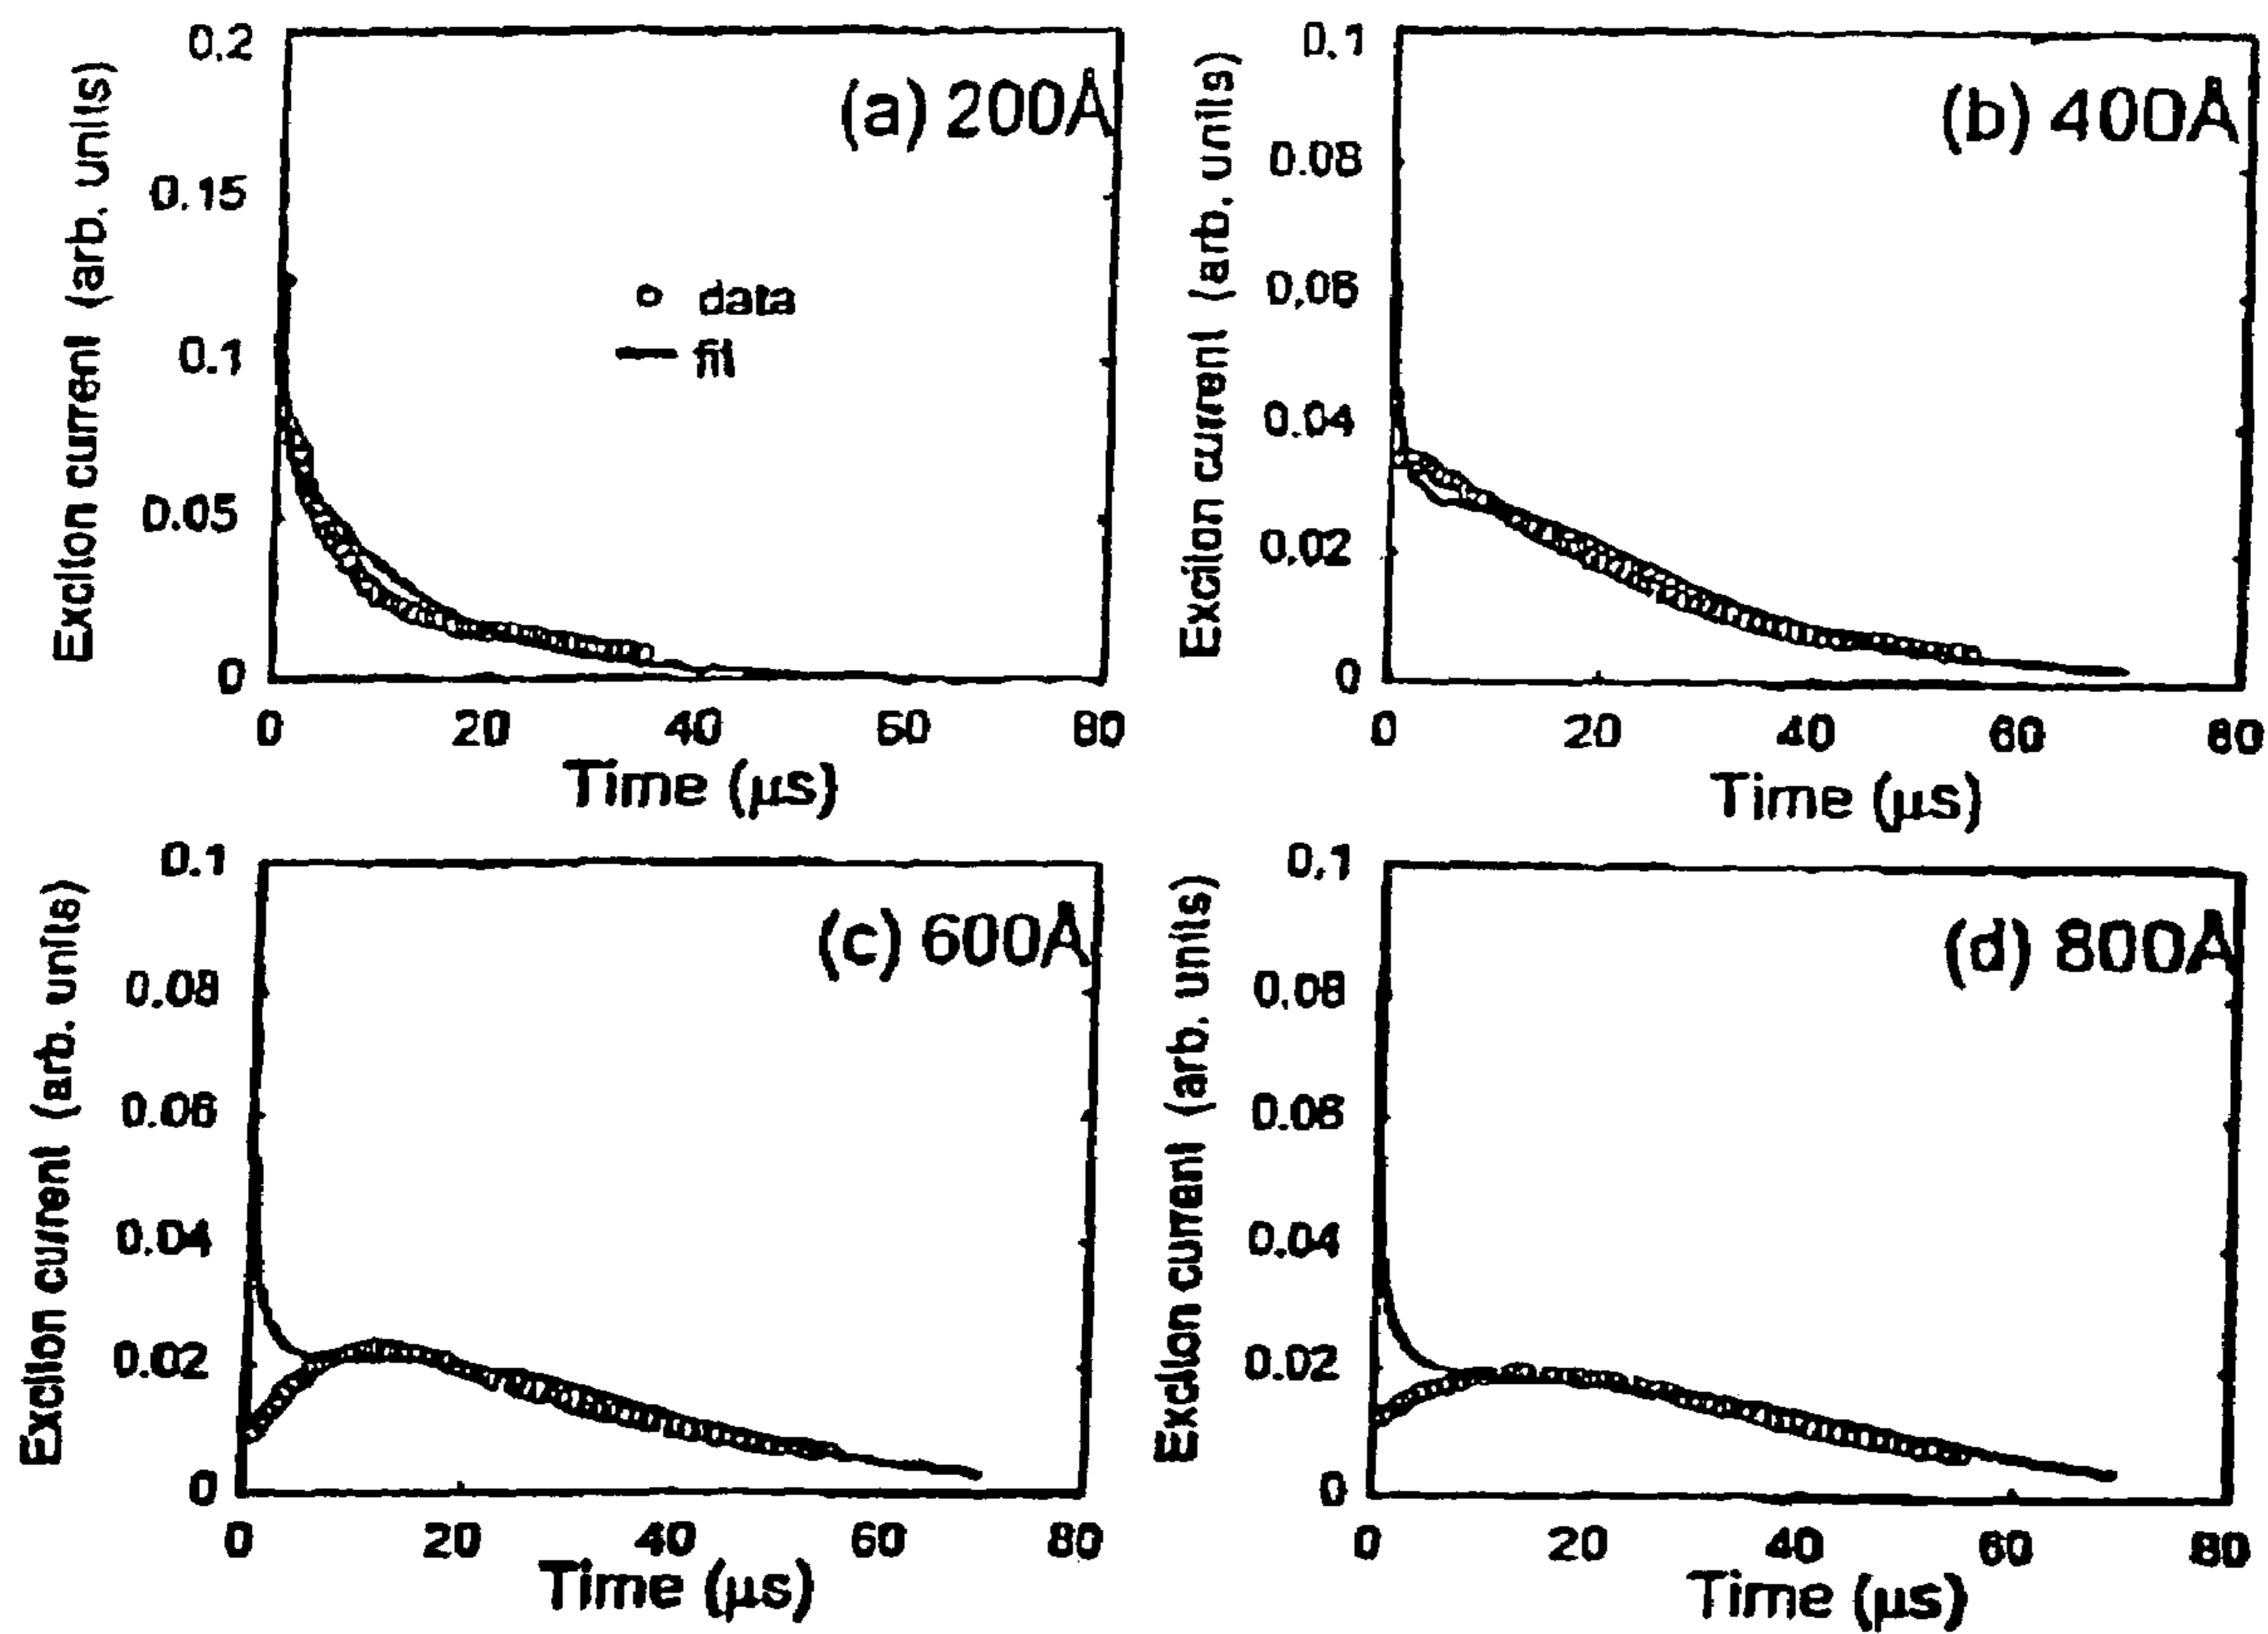 Exciton current (arb. units)
0.2
0.15
0.1
0.05
0
(a) 200Å
data
fit
0 20 40 60 80
Time (μs)
Exciton current (arb. units)
0.1
0.08
0.06
0.04
0.02
0
(b) 400Å
0 20 40 60 80
Time (μs)
Exciton current (arb. units)
0.1
0.08
0.06
0.04
0.02
0
(c) 600Å
0 20 40 60 80
Time (μs)
Exciton current (arb. units)
0.1
0.08
0.06
0.04
0.02
0
(d) 800Å
0 20 40 60 80
Time (μs)